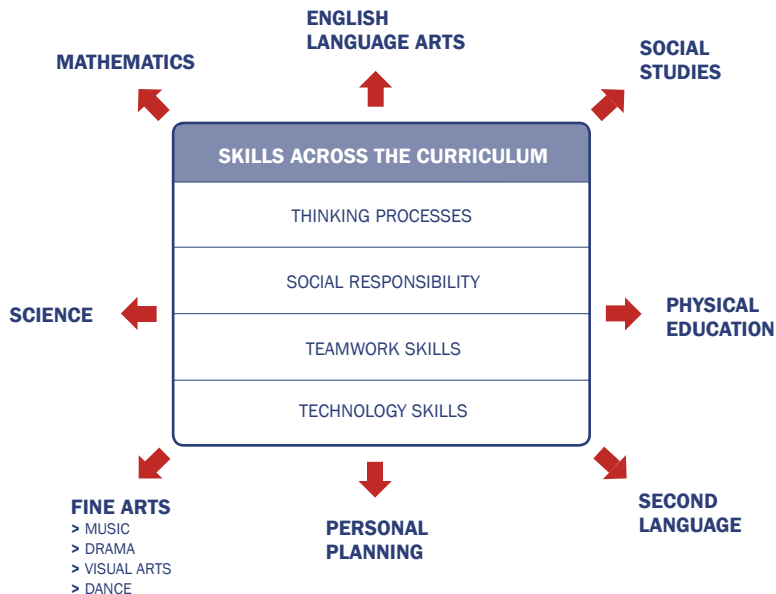 ENGLISH
LANGUAGE ARTS
MATHEMATICS
SOCIAL
STUDIES
SKILLS ACROSS THE CURRICULUM
THINKING PROCESSES
SOCIAL RESPONSIBILITY
TEAMWORK SKILLS
TECHNOLOGY SKILLS
SCIENCE
PHYSICAL
EDUCATION
FINE ARTS
> MUSIC
> DRAMA
> VISUAL ARTS
> DANCE
PERSONAL
PLANNING
SECOND
LANGUAGE